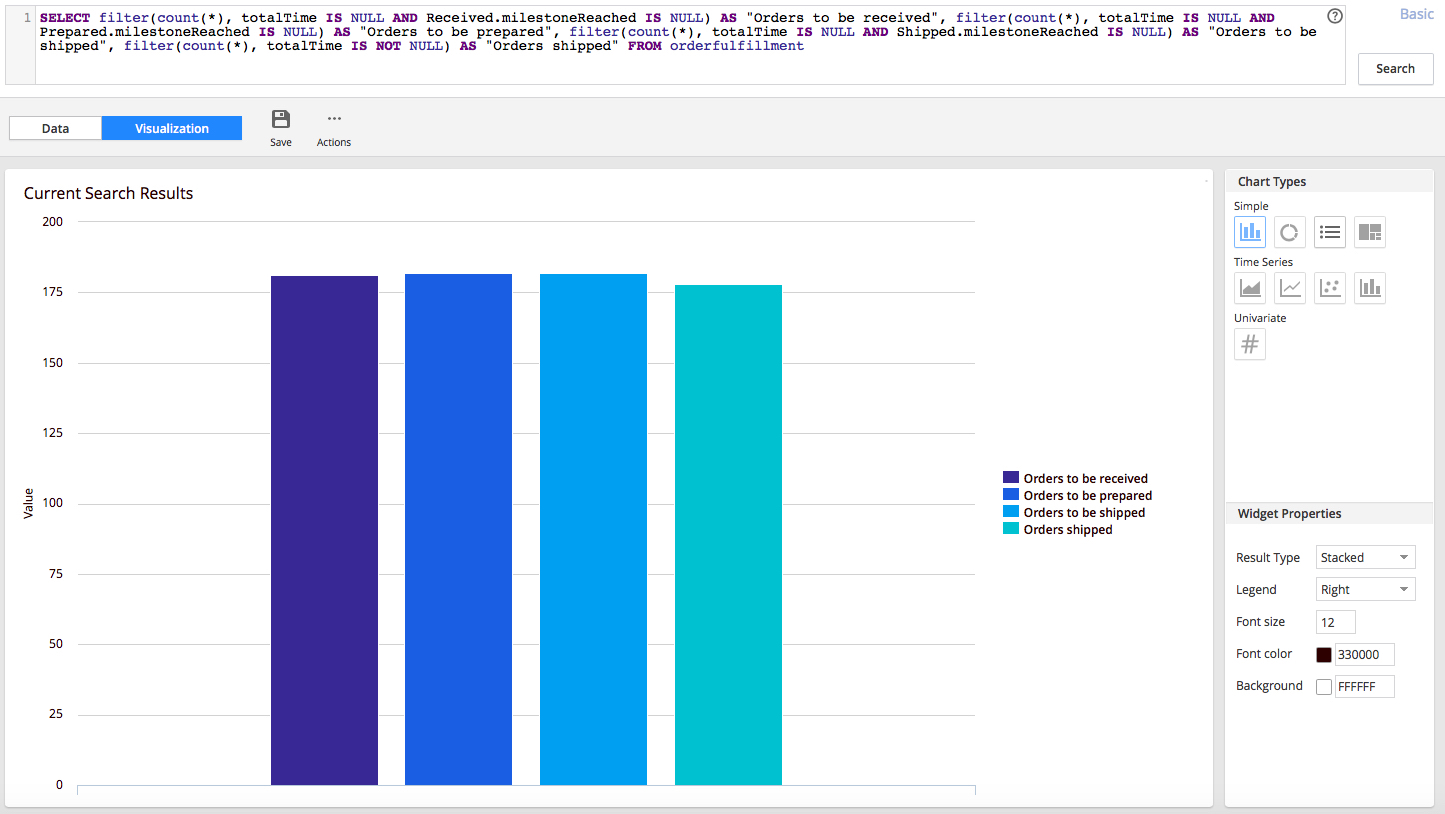 1 SELECT filter(count(*), totalTime IS NULL AND Received.milestoneReached IS NULL) AS "Orders to be received", filter(count(*), totalTime IS NULL AND
Prepared.milestoneReached IS NULL) AS "Orders to be prepared", filter(count(*), totalTime IS NULL AND Shipped.milestoneReached IS NULL) AS "Orders to be
shipped", filter(count(*), totalTime IS NOT NULL) AS "Orders shipped" FROM orderfulfillment
?
Basic
Search
Data
Visualization
Save
Actions
Current Search Results
200
175
150
125
100
75
50
25
0
Value
Orders to be received
Orders to be prepared
Orders to be shipped
Orders shipped
Chart Types
Simple
Time Series
Univariate
#
Widget Properties
Result Type Stacked
Legend Right
Font size 12
Font color 330000
Background FFFFFF